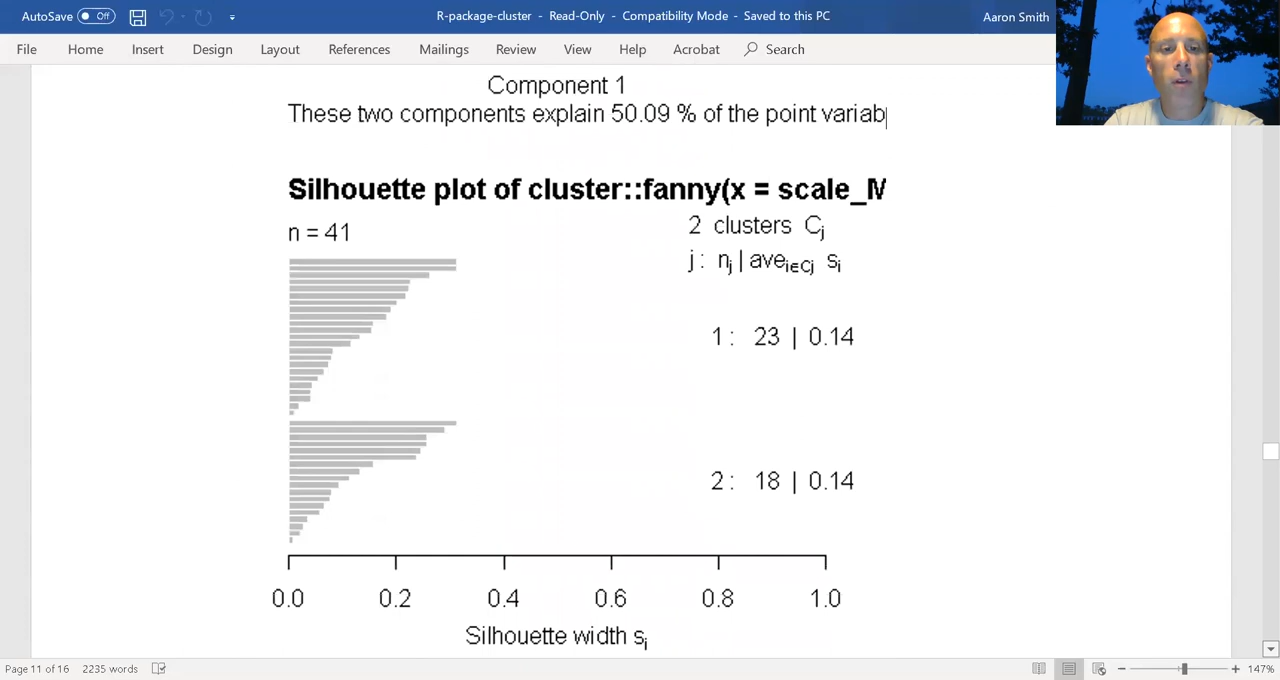 AutoSave Off R-package-cluster - Read-Only - Compatibility Mode - Saved to this PC Aaron Smith
File Home Insert Design Layout References Mailings Review View Help Acrobat Search
Component 1
These two components explain 50.09 % of the point variab
Silhouette plot of cluster::fanny(x = scale_M
n = 41
2 clusters Cj
j : nj | avei∈Cj si
1 : 23 | 0.14
2 : 18 | 0.14
0.0 0.2 0.4 0.6 0.8 1.0
Silhouette width si
Page 11 of 16 2235 words 147%